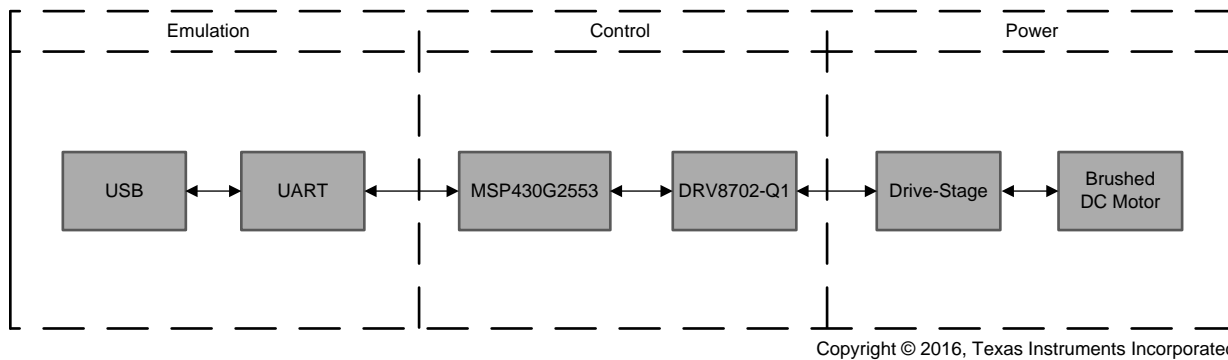 Emulation
Control
Power
USB
UART
MSP430G2553
DRV8702-Q1
Drive-Stage
Brushed
DC Motor
Copyright © 2016, Texas Instruments Incorporated